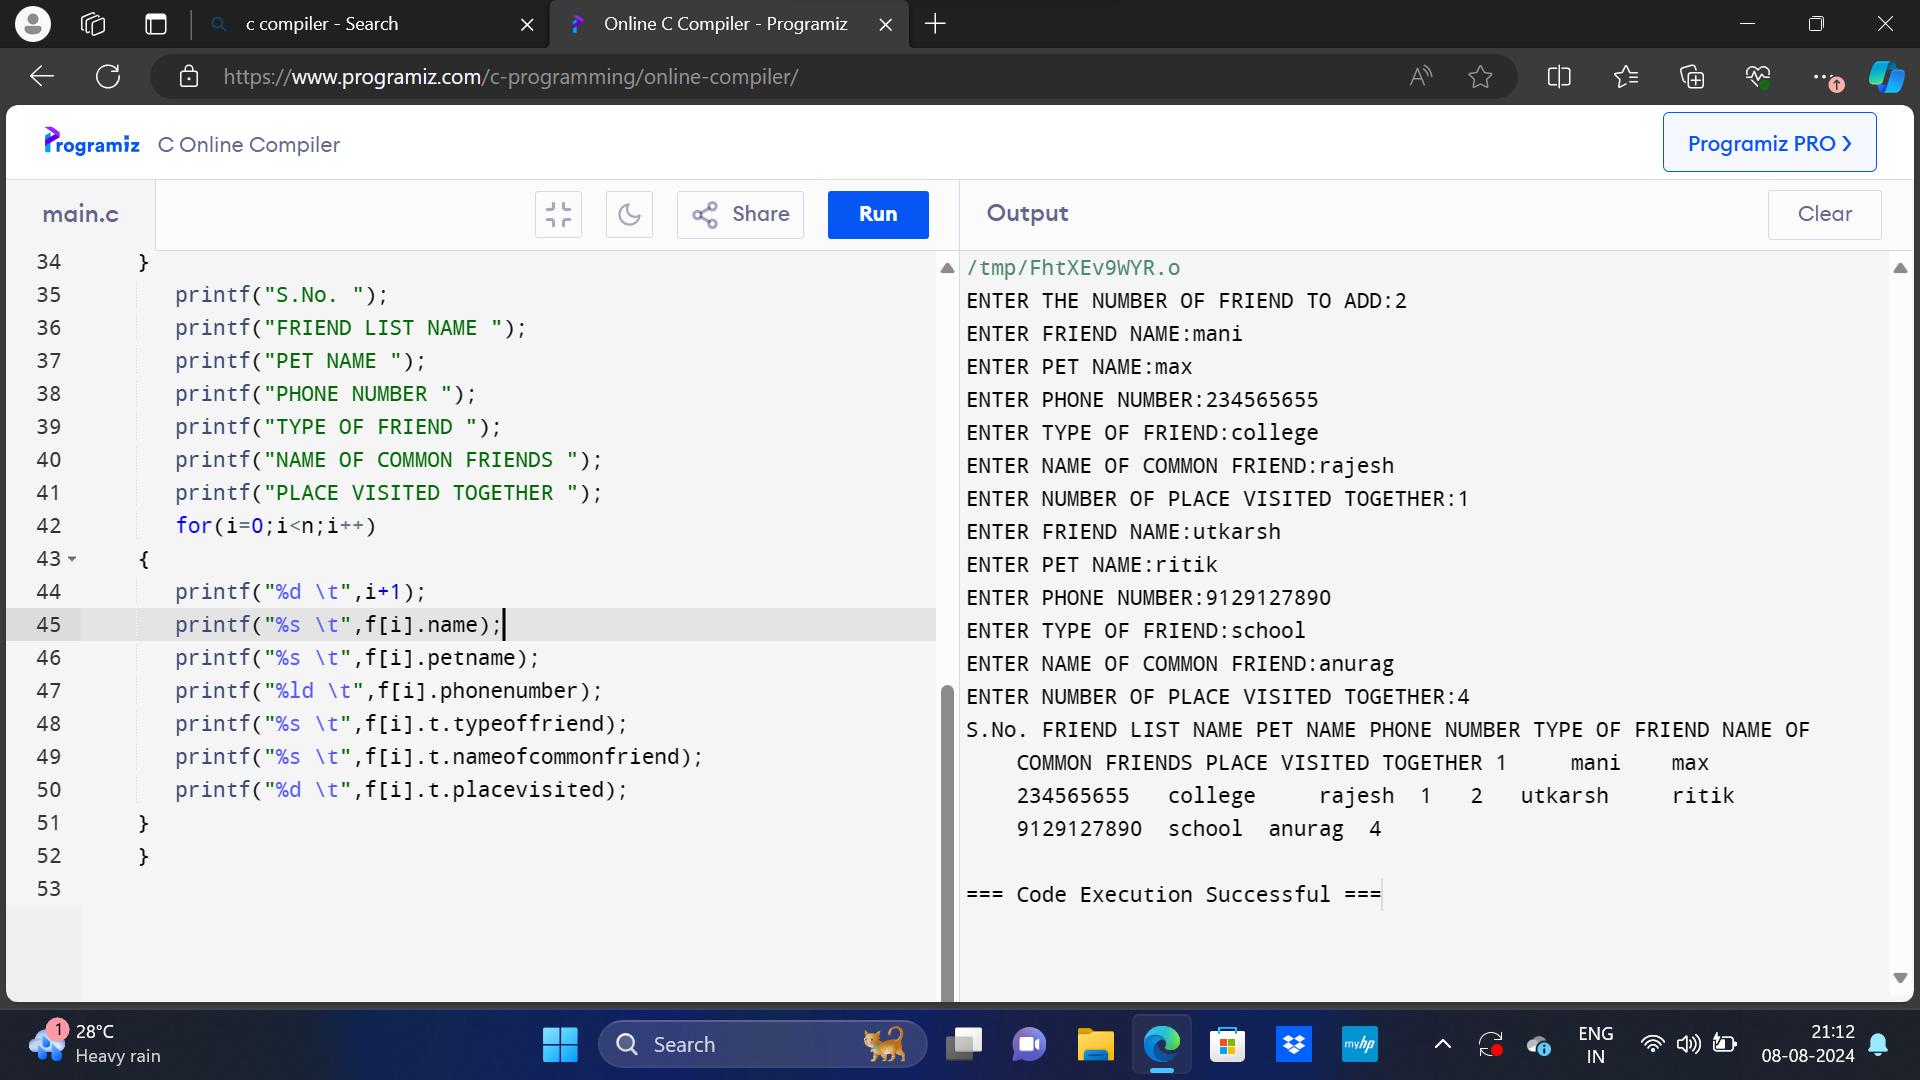 c compiler - Search
Online C Compiler - Programiz
https://www.programiz.com/c-programming/online-compiler/
Programiz C Online Compiler
Programiz PRO
main.c
Share
Run
Output
Clear
34 }
35 printf("S.No. ");
36 printf("FRIEND LIST NAME ");
37 printf("PET NAME ");
38 printf("PHONE NUMBER ");
39 printf("TYPE OF FRIEND ");
40 printf("NAME OF COMMON FRIENDS ");
41 printf("PLACE VISITED TOGETHER ");
42 for(i=0;i<n;i++)
43 {
44 printf("%d \t",i+1);
45 printf("%s \t",f[i].name);
46 printf("%s \t",f[i].petname);
47 printf("%ld \t",f[i].phonenumber);
48 printf("%s \t",f[i].t.typeoffriend);
49 printf("%s \t",f[i].t.nameofcommonfriend);
50 printf("%d \t",f[i].t.placevisited);
51 }
52 }
53
/tmp/FhtXEv9WYR.o
ENTER THE NUMBER OF FRIEND TO ADD:2
ENTER FRIEND NAME:mani
ENTER PET NAME:max
ENTER PHONE NUMBER:234565655
ENTER TYPE OF FRIEND:college
ENTER NAME OF COMMON FRIEND:rajesh
ENTER NUMBER OF PLACE VISITED TOGETHER:1
ENTER FRIEND NAME:utkarsh
ENTER PET NAME:ritik
ENTER PHONE NUMBER:9129127890
ENTER TYPE OF FRIEND:school
ENTER NAME OF COMMON FRIEND:anurag
ENTER NUMBER OF PLACE VISITED TOGETHER:4
S.No. FRIEND LIST NAME PET NAME PHONE NUMBER TYPE OF FRIEND NAME OF
COMMON FRIENDS PLACE VISITED TOGETHER 1 mani max
234565655 college rajesh 1 2 utkarsh ritik
9129127890 school anurag 4
=== Code Execution Successful ===
1
28°C
Heavy rain
Search
myhp
ENG
IN
21:12
08-08-2024